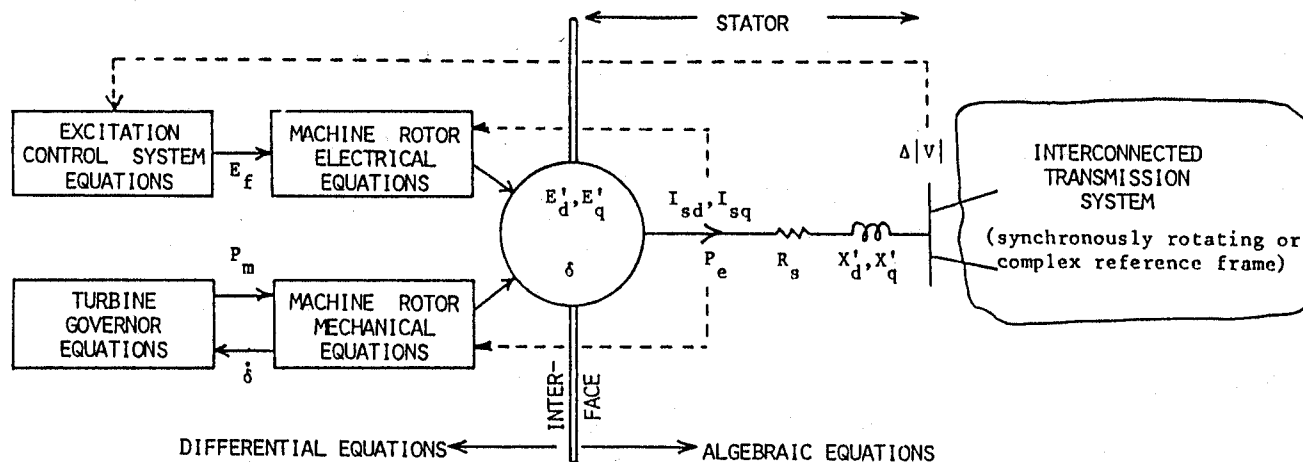 STATOR
EXCITATION
CONTROL SYSTEM
EQUATIONS
E_f
MACHINE ROTOR
ELECTRICAL
EQUATIONS
E'_d, E'_q
δ
I_sd, I_sq
P_e
R_s
X'_d, X'_q
Δ|V|
INTERCONNECTED
TRANSMISSION
SYSTEM
(synchronously rotating or
complex reference frame)
P_m
TURBINE
GOVERNOR
EQUATIONS
δ̇
MACHINE ROTOR
MECHANICAL
EQUATIONS
INTER-
FACE
DIFFERENTIAL EQUATIONS
ALGEBRAIC EQUATIONS